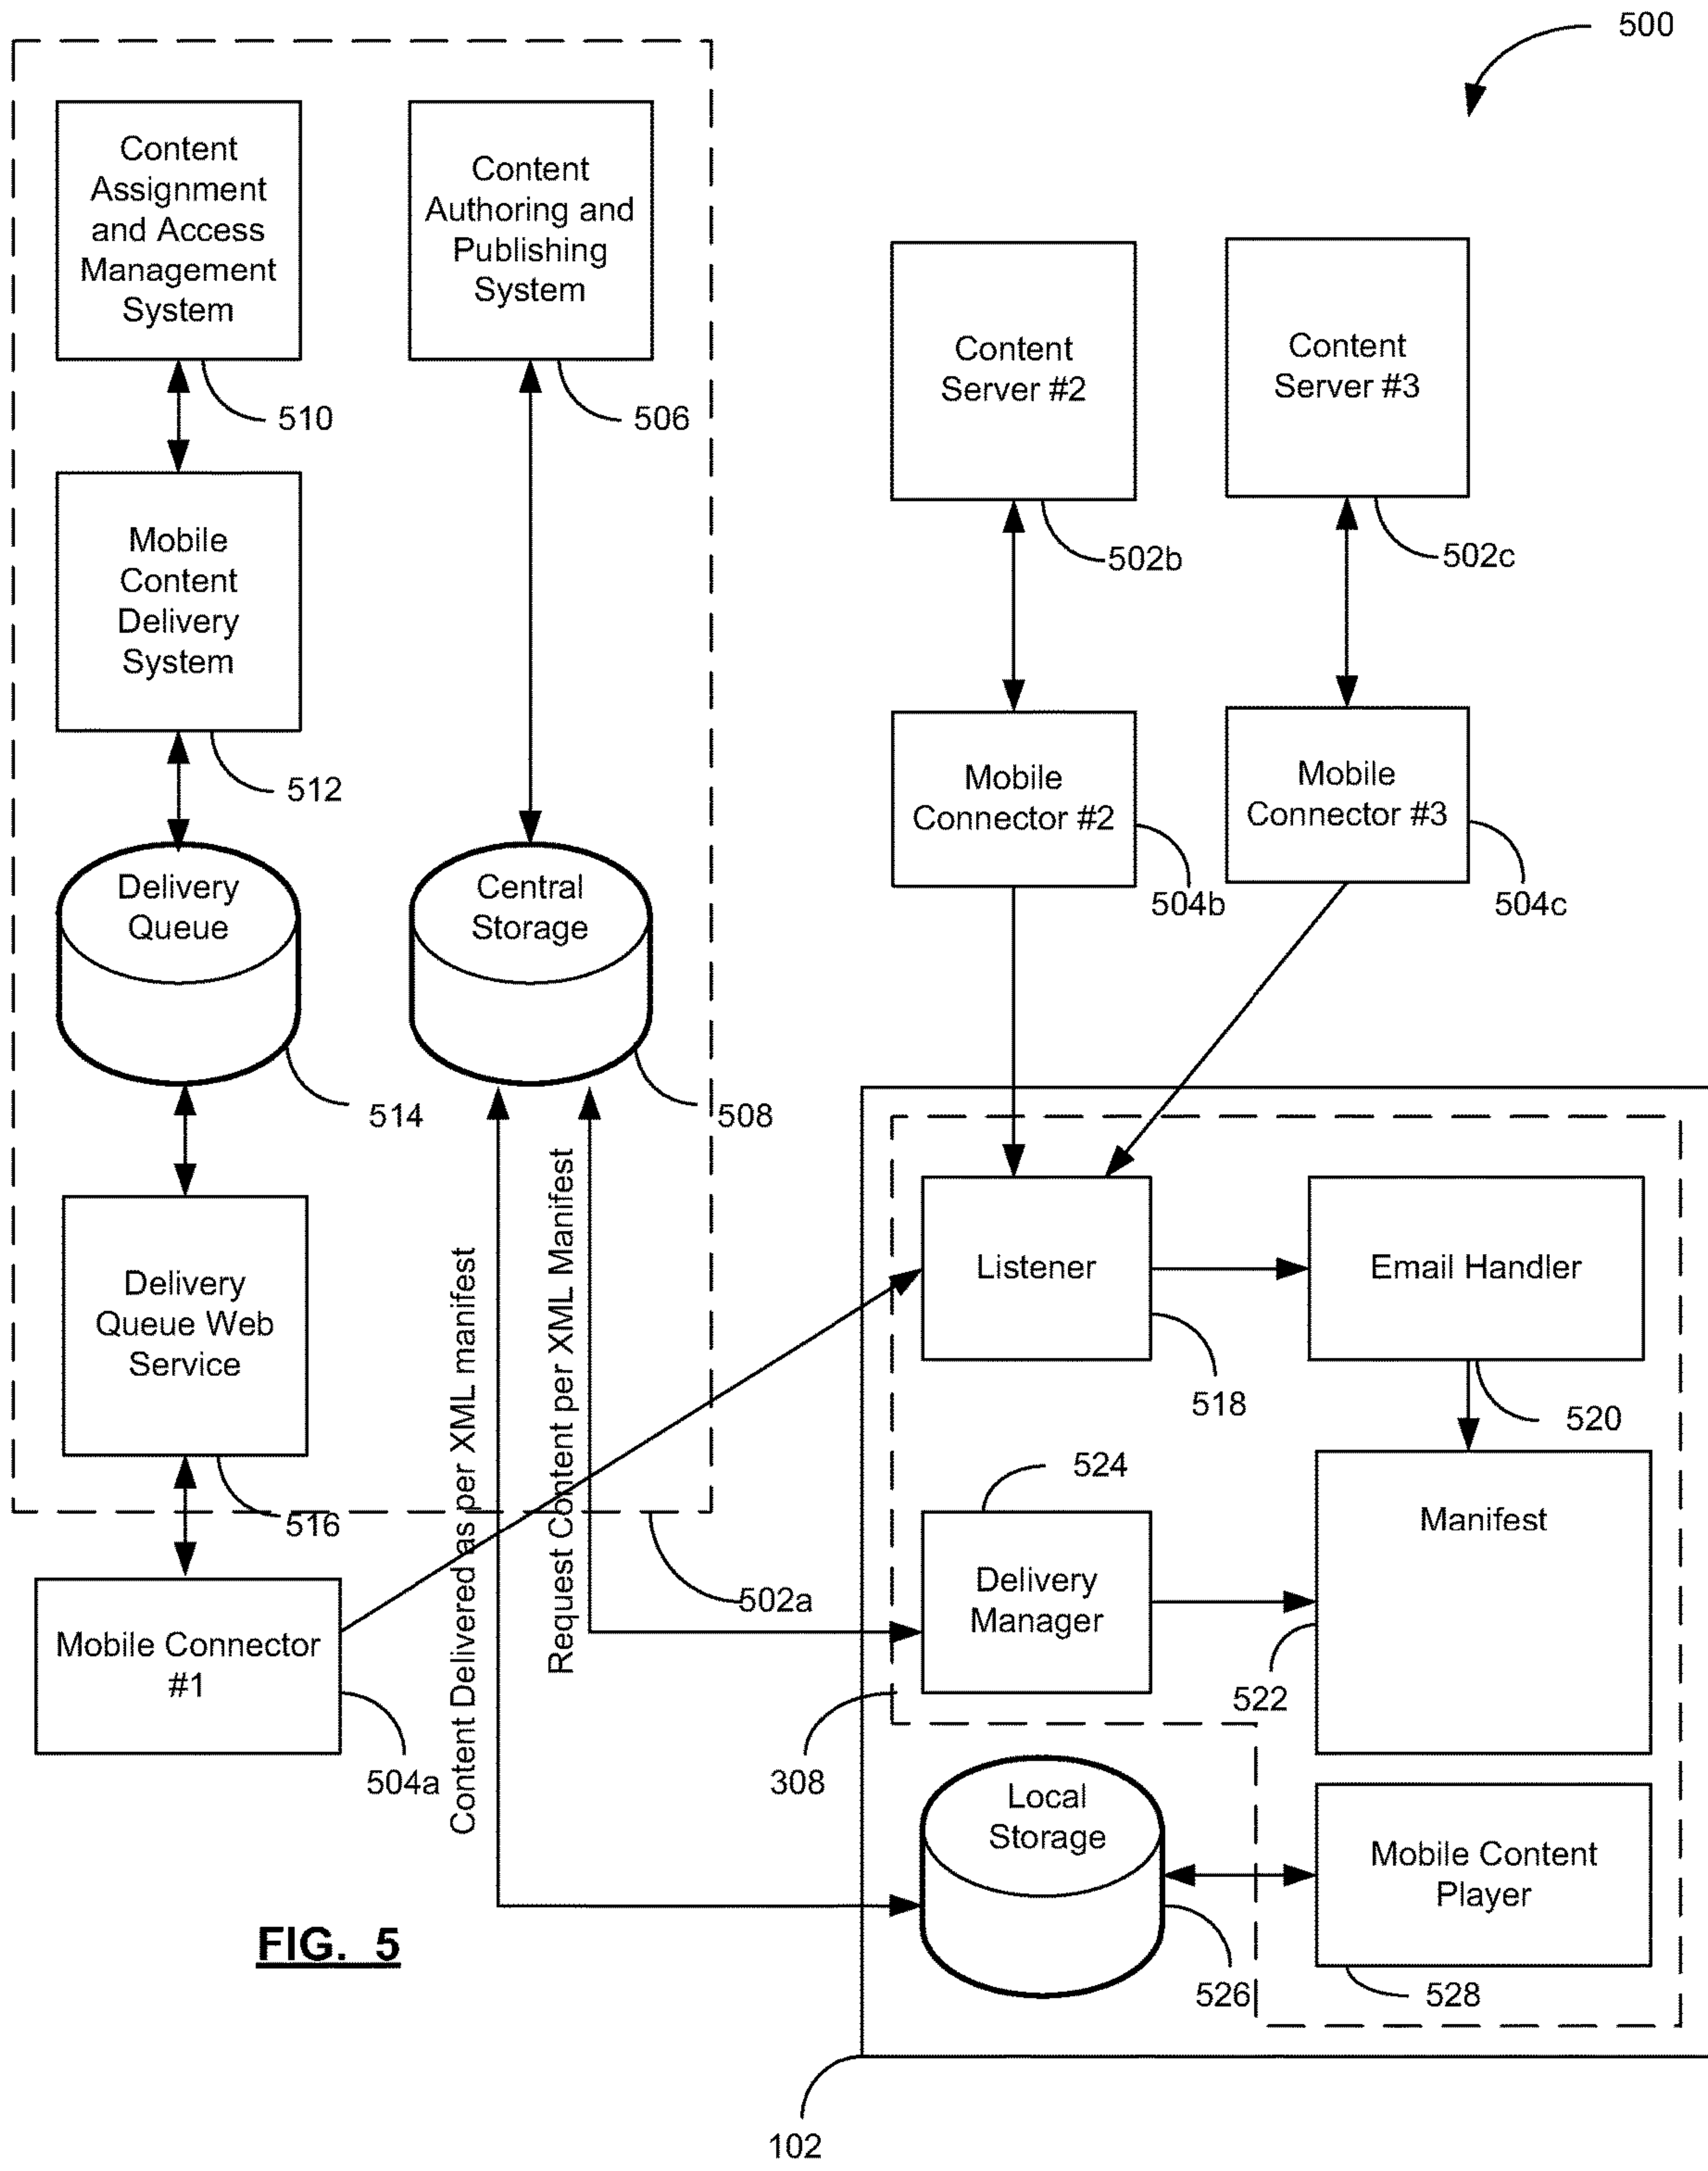 500
Content
Assignment
and Access
Management
System
510
Content
Authoring and
Publishing
System
506
Content
Server #2
502b
Content
Server #3
502c
Mobile
Content
Delivery
System
512
Mobile
Connector #2
504b
Mobile
Connector #3
504c
Delivery
Queue
514
Central
Storage
508
Delivery
Queue Web
Service
516
Content Delivered as per XML manifest
Request Content per XML Manifest
502a
Mobile Connector
#1
504a
Listener
518
Email Handler
520
524
Delivery
Manager
Manifest
522
308
Local
Storage
526
Mobile Content
Player
528
FIG. 5
102